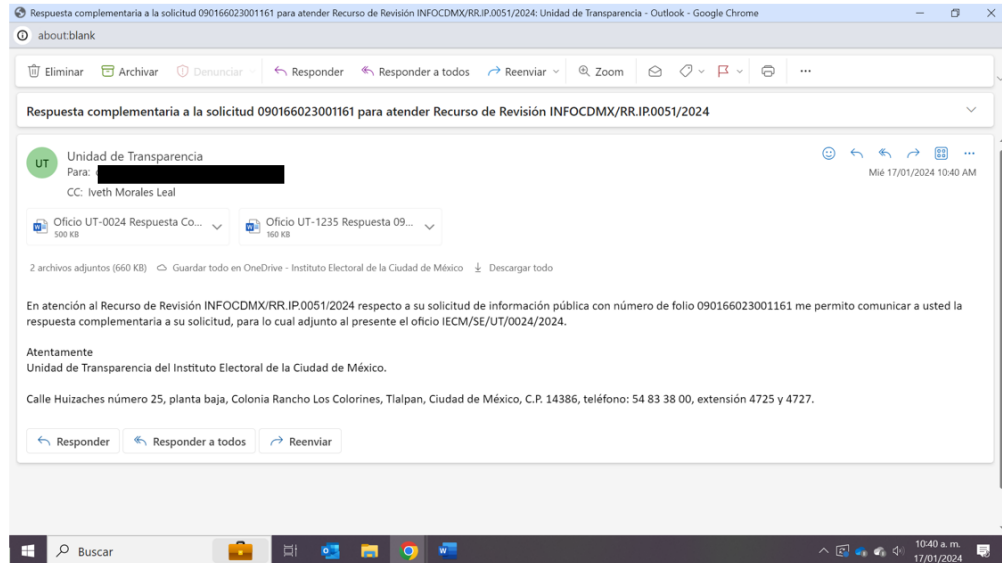 Respuesta complementaria a la solicitud 090166023001161 para atender Recurso de Revisión INFOCDMX/RR.IP.0051/2024: Unidad de Transparencia - Outlook - Google Chrome
about:blank
Eliminar Archivar Denunciar Responder Responder a todos Reenviar Zoom
Respuesta complementaria a la solicitud 090166023001161 para atender Recurso de Revisión INFOCDMX/RR.IP.0051/2024
UT
Unidad de Transparencia
Para:
Mié 17/01/2024 10:40 AM
CC: Iveth Morales Leal
Oficio UT-0024 Respuesta Co...
500 KB
Oficio UT-1235 Respuesta 09...
160 KB
2 archivos adjuntos (660 KB) Guardar todo en OneDrive - Instituto Electoral de la Ciudad de México Descargar todo
En atención al Recurso de Revisión INFOCDMX/RR.IP.0051/2024 respecto a su solicitud de información pública con número de folio 090166023001161 me permito comunicar a usted la
respuesta complementaria a su solicitud, para lo cual adjunto al presente el oficio IECM/SE/UT/0024/2024.
Atentamente
Unidad de Transparencia del Instituto Electoral de la Ciudad de México.
Calle Huizaches número 25, planta baja, Colonia Rancho Los Colorines, Tlalpan, Ciudad de México, C.P. 14386, teléfono: 54 83 38 00, extensión 4725 y 4727.
Responder Responder a todos Reenviar
Buscar
10:40 a. m.
17/01/2024